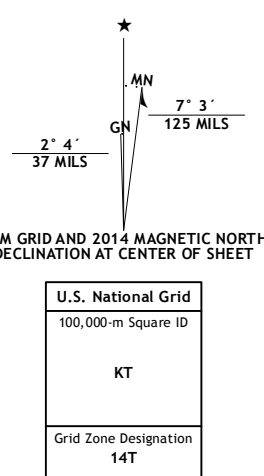 ★
MN
7° 3´
125 MILS
GN
2° 4´
37 MILS
M GRID AND 2014 MAGNETIC NORTH
DECLINATION AT CENTER OF SHEET
U.S. National Grid
100,000-m Square ID
KT
Grid Zone Designation
14T